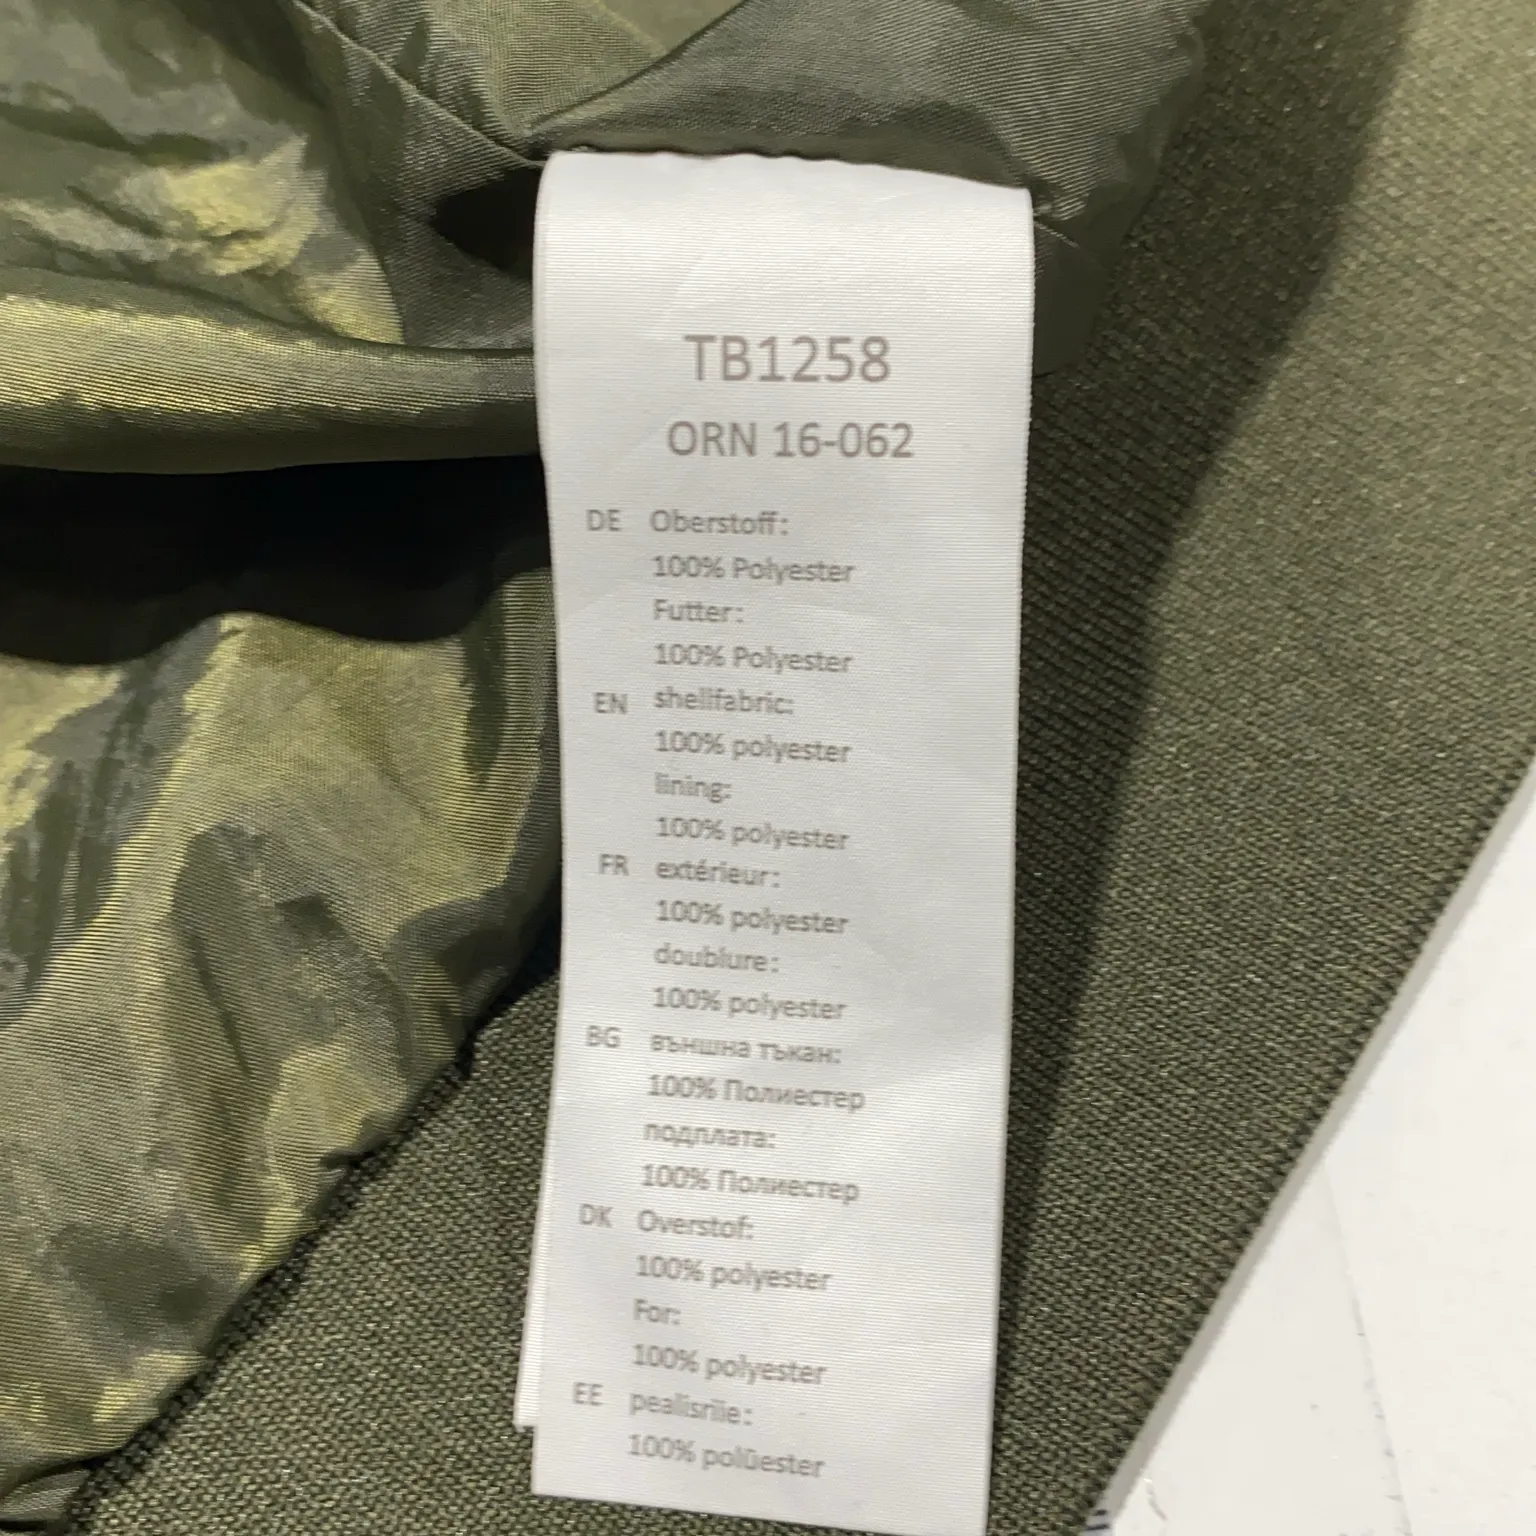 TB1258
ORN 16-062
DE Oberstoff:
100% Polyester
Futter:
100% Polyester
EN shellfabric:
100% polyester
lining:
100% polyester
FR extérieur:
100% polyester
doublure:
100% polyester
BG външна тъкан:
100% Полиестер
подплата:
100% Полиестер
DK Overstof:
100% polyester
For:
100% polyester
EE pealisriie:
100% polüester